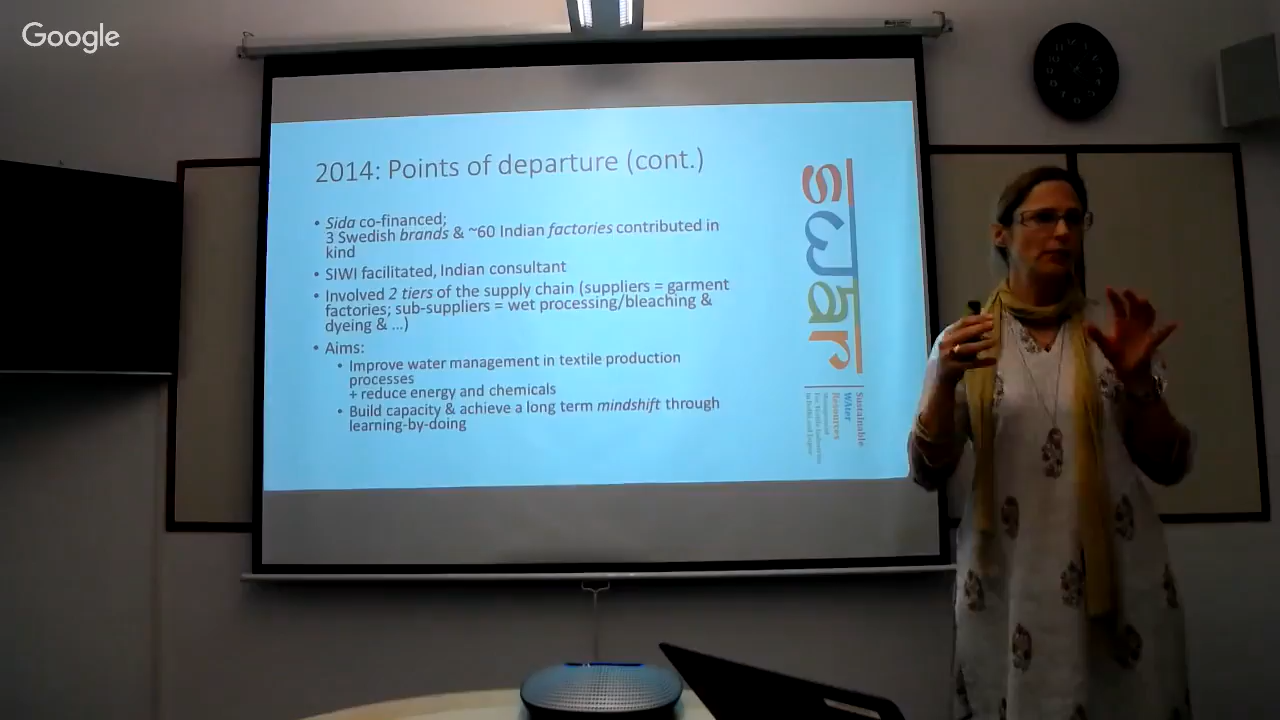 Google
2014: Points of departure (cont.)
• Sida co-financed;
3 Swedish brands & ~60 Indian factories contributed in
kind
• SIWI facilitated, Indian consultant
• Involved 2 tiers of the supply chain (suppliers = garment
factories; sub-suppliers = wet processing/bleaching &
dyeing & ...)
• Aims:
• Improve water management in textile production
processes
+ reduce energy and chemicals
• Build capacity & achieve a long term mindshift through
learning-by-doing
swar
Sustainable
WAter
Resources